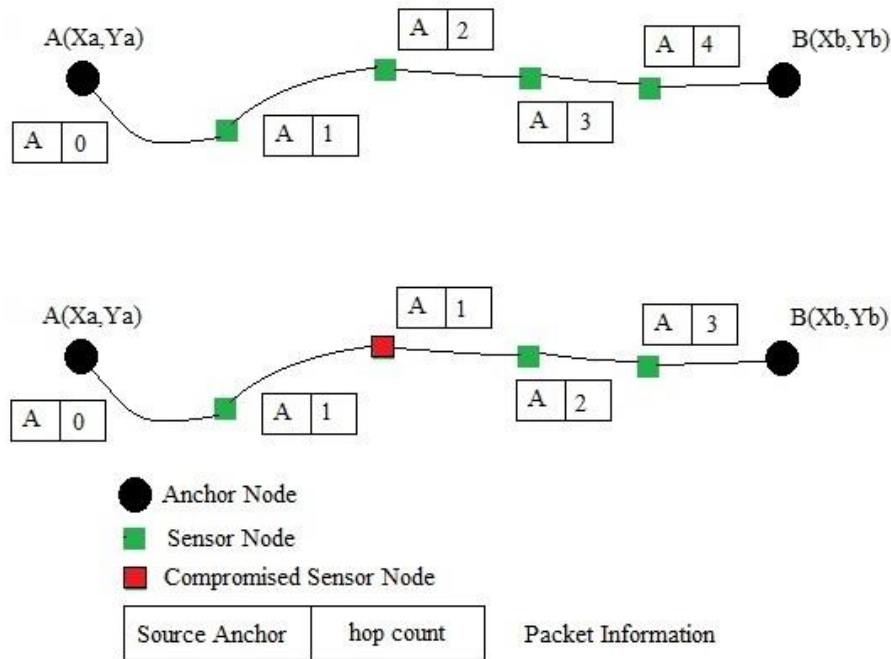 A(Xa,Ya)
A 2
A 4
B(Xb,Yb)
A 0
A 1
A 3
A(Xa,Ya)
A 1
A 3
B(Xb,Yb)
A 0
A 1
A 2
Anchor Node
Sensor Node
Compromised Sensor Node
Source Anchor hop count Packet Information